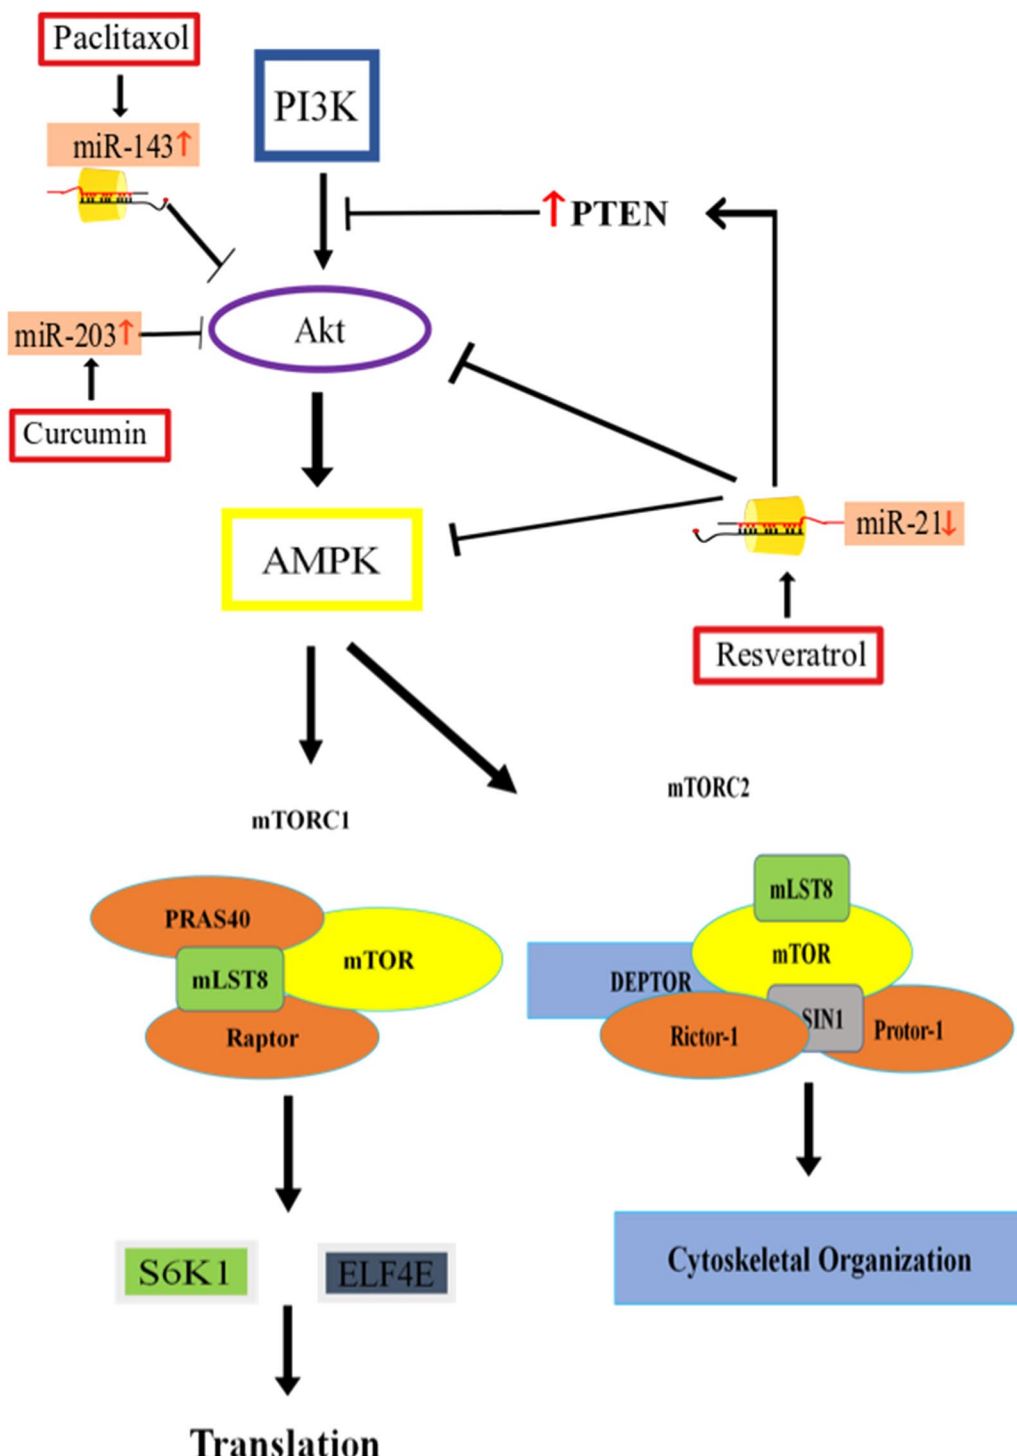 Paclitaxol
PI3K
miR-143↑
↑PTEN
Akt
miR-203↑
Curcumin
AMPK
miR-21↓
Resveratrol
mTORC2
mTORC1
mLST8
PRAS40
mTOR
mTOR
mLST8
DEPTOR
SIN1
Protor-1
Rictor-1
Raptor
Cytoskeletal Organization
S6K1
ELF4E
Translation